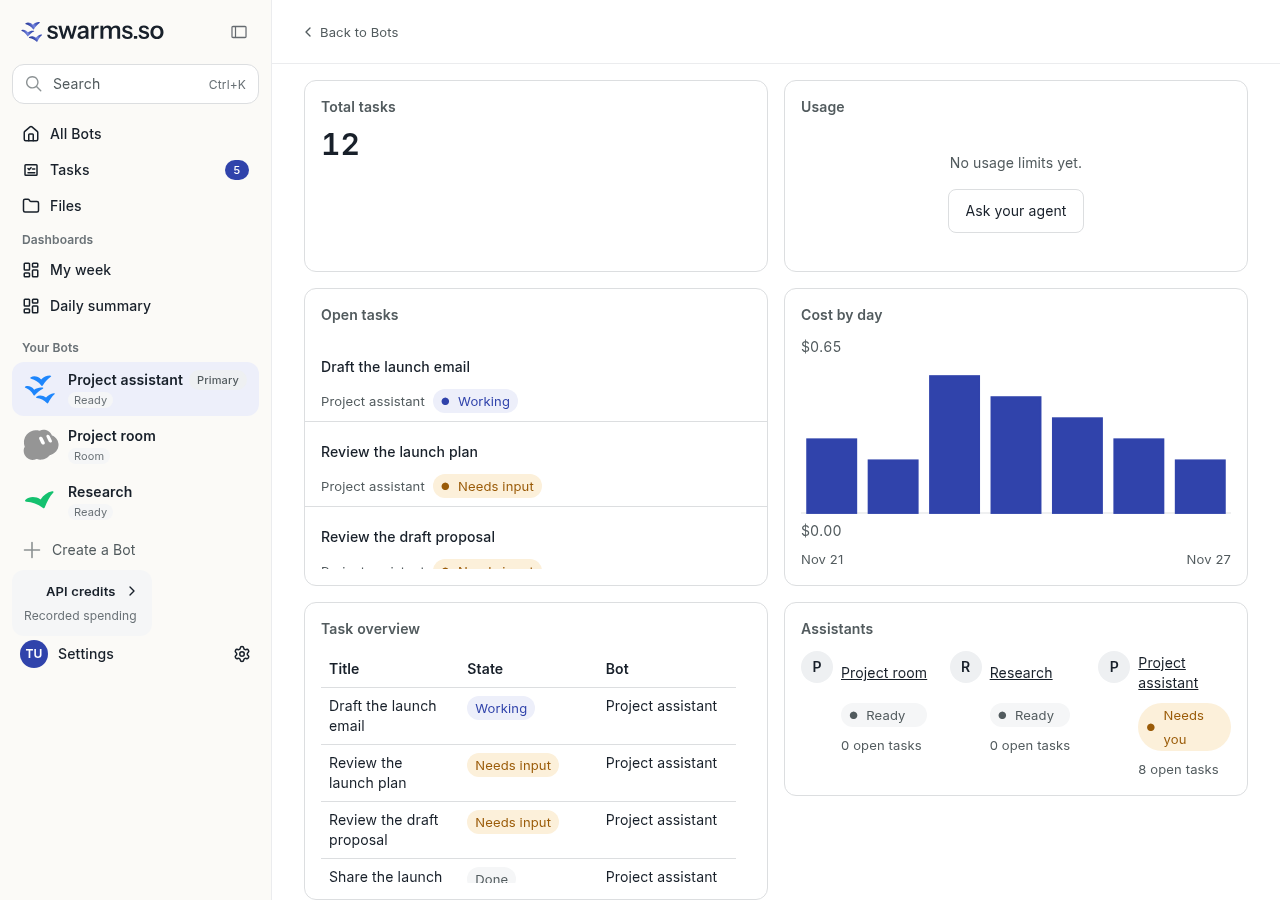 swarms.so
Search Ctrl+K
All Bots
Tasks 5
Files
Dashboards
My week
Daily summary
Your Bots
Project assistant Primary
Ready
Project room
Room
Research
Ready
Create a Bot
API credits
Recorded spending
TU Settings
Back to Bots
Total tasks
12
Usage
No usage limits yet.
Ask your agent
Open tasks
Draft the launch email
Project assistant Working
Review the launch plan
Project assistant Needs input
Review the draft proposal
Project assistant Needs input
Cost by day
$0.65
$0.00
Nov 21 Nov 27
Task overview
Title State Bot
Draft the launch email Working Project assistant
Review the launch plan Needs input Project assistant
Review the draft proposal Needs input Project assistant
Share the launch Done Project assistant
Assistants
P Project room
Ready
0 open tasks
R Research
Ready
0 open tasks
P Project assistant
Needs you
8 open tasks